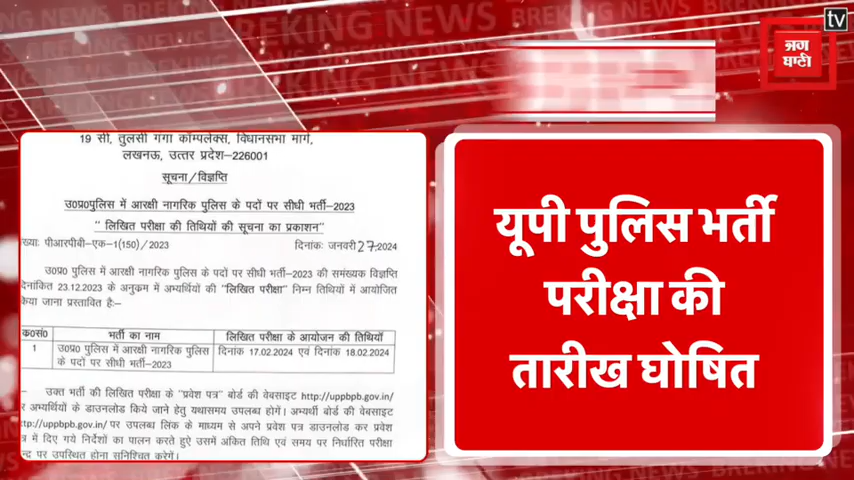 BREKING NEWS
tv
जग
बाणी
19 सी, तुलसी गंगा कॉम्पलेक्स, विधानसभा मार्ग,
लखनऊ, उत्तर प्रदेश-226001
सूचना/विज्ञप्ति
उ0प्र0पुलिस में आरक्षी नागरिक पुलिस के पदों पर सीधी भर्ती-2023
" लिखित परीक्षा की तिथियों की सूचना का प्रकाशन"
ख्याः पीआरपीबी-एक-1(150)/2023 दिनांकः जनवरी 27,2024
उ0प्र0 पुलिस में आरक्षी नागरिक पुलिस के पदों पर सीधी भर्ती-2023 की समंख्यक विज्ञप्ति
दिनांकित 23.12.2023 के अनुक्रम में अभ्यर्थियों की "लिखित परीक्षा" निम्न तिथियों में आयोजित
किया जाना प्रस्तावित है:-
क0सं0 भर्ती का नाम लिखित परीक्षा के आयोजन की तिथियॉ
1 उ0प्र0 पुलिस में आरक्षी नागरिक पुलिस दिनांक 17.02.2024 एवं दिनांक 18.02.2024
के पदों पर सीधी भर्ती-2023
उक्त भर्ती की लिखित परीक्षा के "प्रवेश पत्र" बोर्ड की वेबसाइट http://uppbpb.gov.in/
र अभ्यर्थियों के डाउनलोड किये जाने हेतु यथासमय उपलब्ध होगें। अभ्यर्थी बोर्ड की वेबसाइट
ttp://uppbpb.gov.in/ पर उपलब्ध लिंक के माध्यम से अपने प्रवेश पत्र डाउनलोड कर प्रवेश
त्र में दिए गये निर्देशों का पालन करते हुऐ उसमें अंकित तिथि एवं समय पर निर्धारित परीक्षा
न्द्र पर उपस्थित होना सुनिश्चित करेगें।
यूपी पुलिस भर्ती
परीक्षा की
तारीख घोषित